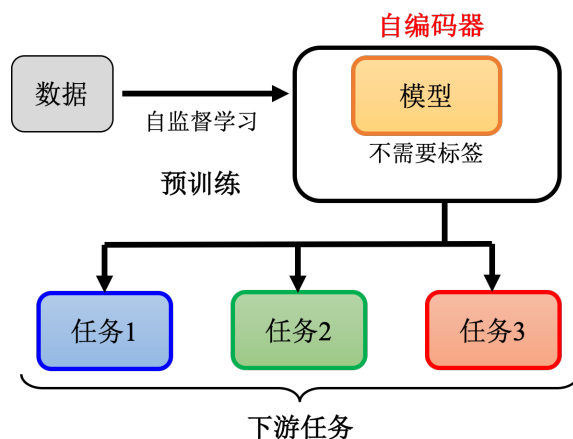 自编码器
数据
模型
自监督学习
不需要标签
预训练
任务1
任务2
任务3
下游任务